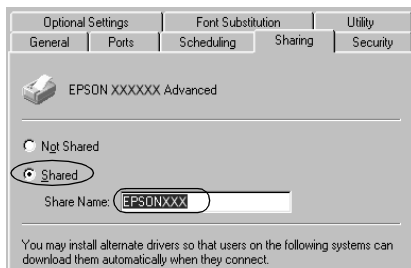 Optional Settings Font Substitution Utility
General Ports Scheduling Sharing Security
EPSON XXXXXX Advanced
Not Shared
Shared
Share Name: EPSONXXX
You may install alternate drivers so that users on the following systems can
download them automatically when they connect.